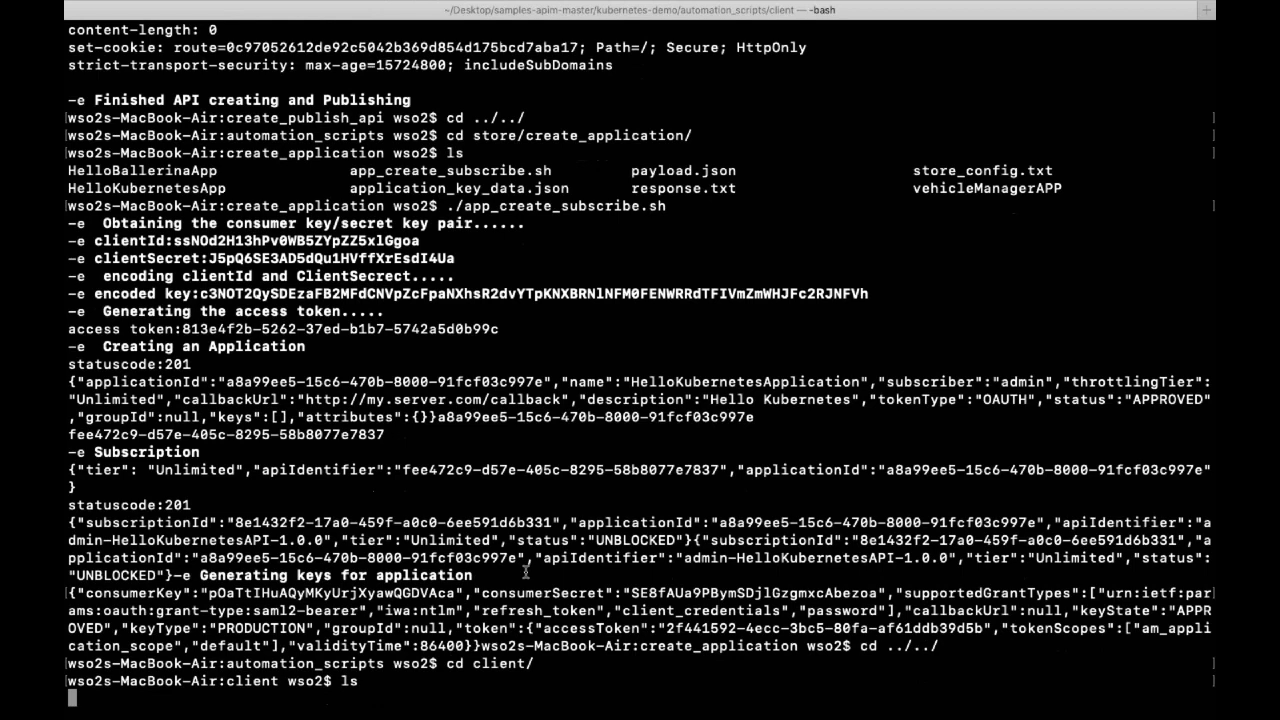 ~/Desktop/samples-apim-master/kubernetes-demo/automation_scripts/client — -bash
content-length: 0
set-cookie: route=0c97052612de92c5042b369d854d175bcd7aba17; Path=/; Secure; HttpOnly
strict-transport-security: max-age=15724800; includeSubDomains
-e Finished API creating and Publishing
wso2s-MacBook-Air:create_publish_api wso2$ cd ../../
wso2s-MacBook-Air:automation_scripts wso2$ cd store/create_application/
wso2s-MacBook-Air:create_application wso2$ ls
HelloBallerinaApp app_create_subscribe.sh payload.json store_config.txt
HelloKubernetesApp application_key_data.json response.txt vehicleManagerAPP
wso2s-MacBook-Air:create_application wso2$ ./app_create_subscribe.sh
-e  Obtaining the consumer key/secret key pair......
-e clientId:ssNOd2H13hPv0WB5ZYpZZ5xlGgoa
-e clientSecret:J5pQ6SE3AD5dQu1HVffXrEsdI4Ua
-e  encoding clientId and ClientSecrect.....
-e encoded key:c3NOT2QySDEzaFB2MFdCNVpZcFpaNXhsR2dvYTpKNXBRNlNFM0FENWRRdTFIVmZmWHJFc2RJNFVh
-e  Generating the access token.....
access token:813e4f2b-5262-37ed-b1b7-5742a5d0b99c
-e  Creating an Application
statuscode:201
{"applicationId":"a8a99ee5-15c6-470b-8000-91fcf03c997e","name":"HelloKubernetesApplication","subscriber":"admin","throttlingTier":
"Unlimited","callbackUrl":"http://my.server.com/callback","description":"Hello Kubernetes","tokenType":"OAUTH","status":"APPROVED"
,"groupId":null,"keys":[],"attributes":{}}a8a99ee5-15c6-470b-8000-91fcf03c997e
fee472c9-d57e-405c-8295-58b8077e7837
-e Subscription
{"tier": "Unlimited","apiIdentifier":"fee472c9-d57e-405c-8295-58b8077e7837","applicationId":"a8a99ee5-15c6-470b-8000-91fcf03c997e"
}
statuscode:201
{"subscriptionId":"8e1432f2-17a0-459f-a0c0-6ee591d6b331","applicationId":"a8a99ee5-15c6-470b-8000-91fcf03c997e","apiIdentifier":"a
dmin-HelloKubernetesAPI-1.0.0","tier":"Unlimited","status":"UNBLOCKED"}{"subscriptionId":"8e1432f2-17a0-459f-a0c0-6ee591d6b331","a
pplicationId":"a8a99ee5-15c6-470b-8000-91fcf03c997e","apiIdentifier":"admin-HelloKubernetesAPI-1.0.0","tier":"Unlimited","status":
"UNBLOCKED"}-e Generating keys for application
{"consumerKey":"pOaTtIHuAQyMKyUrjXyawQGDVAca","consumerSecret":"SE8fAUa9PBymSDjlGzgmxcAbezoa","supportedGrantTypes":["urn:ietf:par
ams:oauth:grant-type:saml2-bearer","iwa:ntlm","refresh_token","client_credentials","password"],"callbackUrl":null,"keyState":"APPR
OVED","keyType":"PRODUCTION","groupId":null,"token":{"accessToken":"2f441592-4ecc-3bc5-80fa-af61ddb39d5b","tokenScopes":["am_appli
cation_scope","default"],"validityTime":86400}}wso2s-MacBook-Air:create_application wso2$ cd ../../
wso2s-MacBook-Air:automation_scripts wso2$ cd client/
wso2s-MacBook-Air:client wso2$ ls